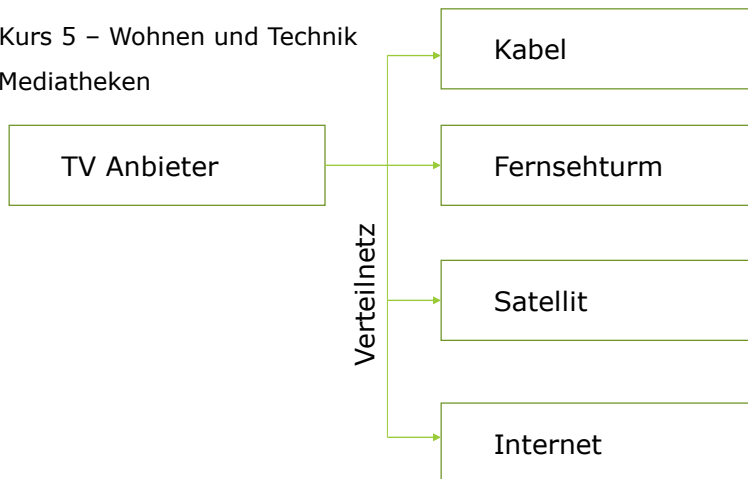 Kurs 5 – Wohnen und Technik
Mediatheken
TV Anbieter
Verteilnetz
Kabel
Fernsehturm
Satellit
Internet